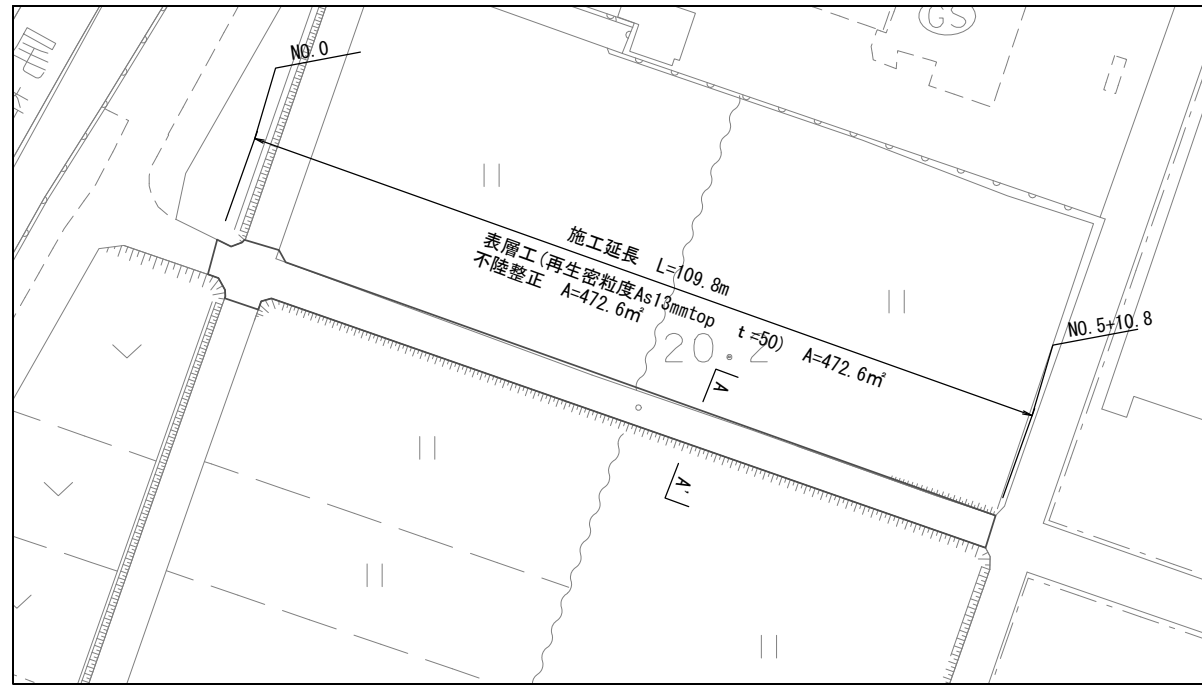 GS
NO.0
施工延長 L=109.8m
表層工(再生密粒度As13mmtop t=50) A=472.6㎡
不陸整正 A=472.6㎡
NO.5+10.8
20.2
A
A'